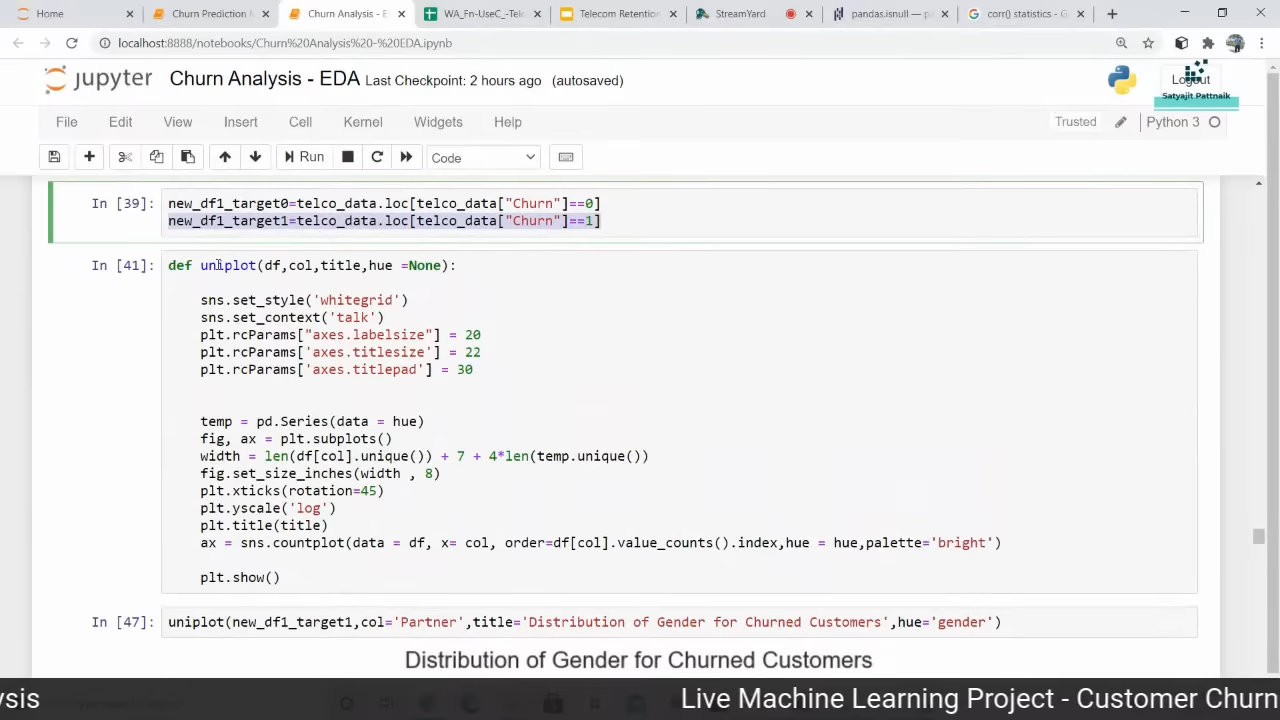 Home
Churn Prediction M
Churn Analysis - E
WA_Fn-UseC_-Tel
Telecom Retention
StreamYard
pandas.isnull — p
corr() statistics - G
localhost:8888/notebooks/Churn%20Analysis%20-%20EDA.ipynb
jupyter Churn Analysis - EDA Last Checkpoint: 2 hours ago (autosaved)
Logout
Satyajit Pattnaik
File Edit View Insert Cell Kernel Widgets Help
Trusted
Python 3
Run
Code
In [39]: new_df1_target0=telco_data.loc[telco_data["Churn"]==0]
new_df1_target1=telco_data.loc[telco_data["Churn"]==1]
In [41]: def uniplot(df,col,title,hue =None):
sns.set_style('whitegrid')
sns.set_context('talk')
plt.rcParams["axes.labelsize"] = 20
plt.rcParams['axes.titlesize'] = 22
plt.rcParams['axes.titlepad'] = 30
temp = pd.Series(data = hue)
fig, ax = plt.subplots()
width = len(df[col].unique()) + 7 + 4*len(temp.unique())
fig.set_size_inches(width , 8)
plt.xticks(rotation=45)
plt.yscale('log')
plt.title(title)
ax = sns.countplot(data = df, x= col, order=df[col].value_counts().index,hue = hue,palette='bright')
plt.show()
In [47]: uniplot(new_df1_target1,col='Partner',title='Distribution of Gender for Churned Customers',hue='gender')
Distribution of Gender for Churned Customers
ysis
Live Machine Learning Project - Customer Churn